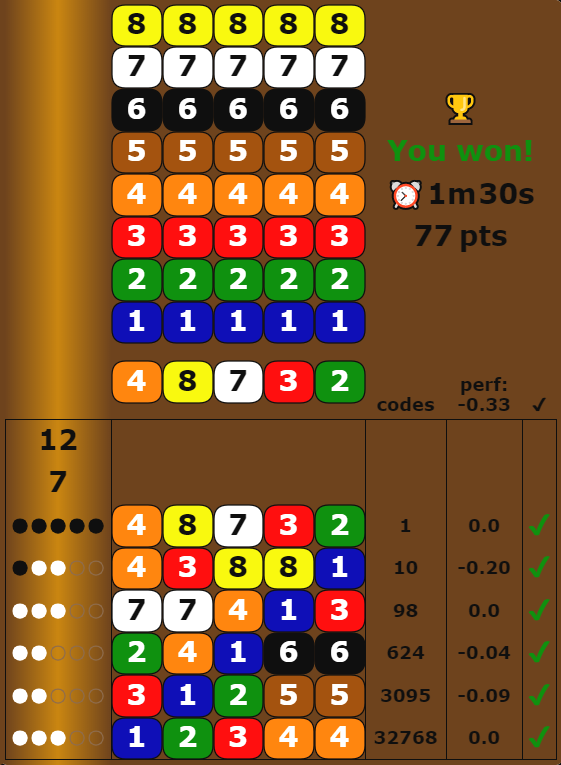 8 8 8 8 8
7 7 7 7 7
6 6 6 6 6
5 5 5 5 5
You won!
4 4 4 4 4
1m30s
3 3 3 3 3
77 pts
2 2 2 2 2
1 1 1 1 1
4 8 7 3 2
perf:
codes -0.33 ✓
12
7
4 8 7 3 2 1 0.0 ✓
4 3 8 8 1 10 -0.20 ✓
7 7 4 1 3 98 0.0 ✓
2 4 1 6 6 624 -0.04 ✓
3 1 2 5 5 3095 -0.09 ✓
1 2 3 4 4 32768 0.0 ✓